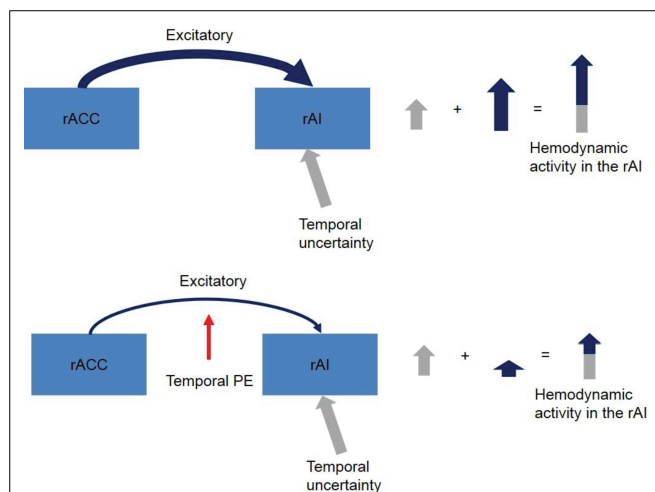 Excitatory
rACC
rAI
+
=
Hemodynamic
activity in the rAI
Temporal
uncertainty
Excitatory
rACC
rAI
+
=
Temporal PE
Hemodynamic
activity in the rAI
Temporal
uncertainty